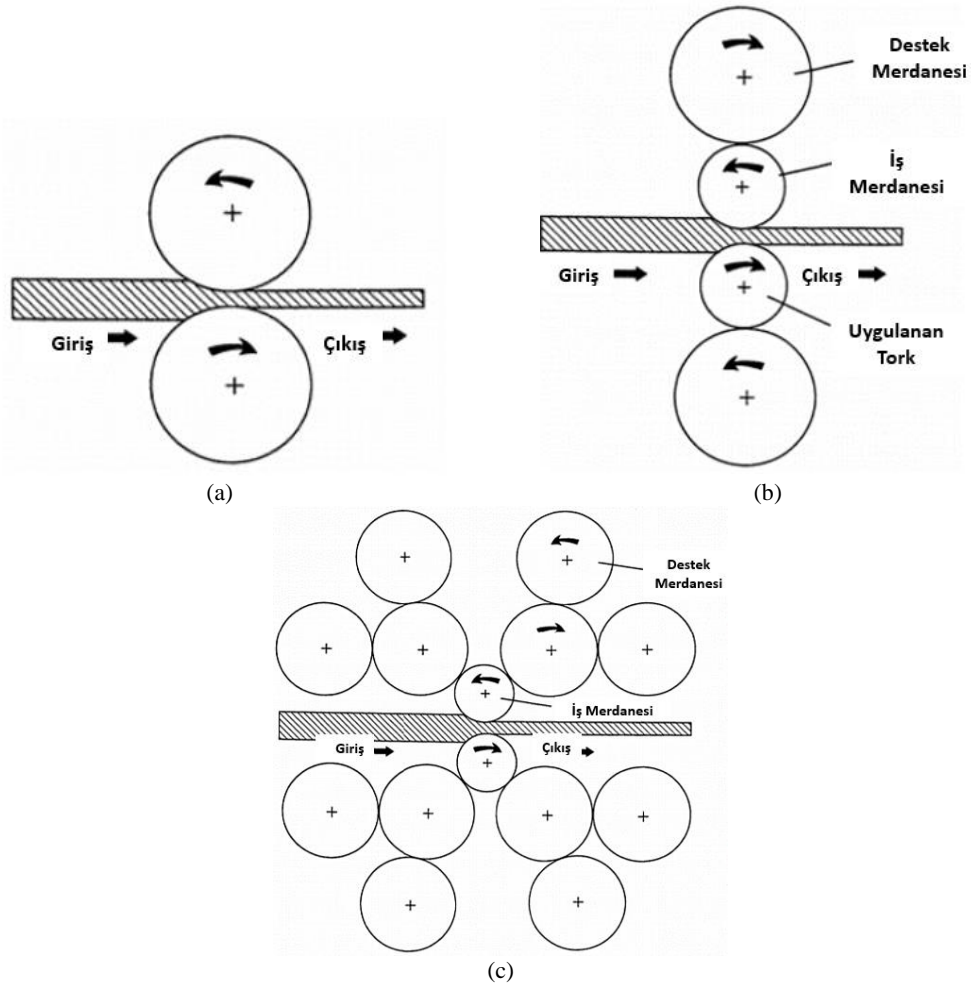 Giriş
Çıkış
(a)
Destek
Merdanesi
İş
Merdanesi
Giriş
Çıkış
Uygulanan
Tork
(b)
Destek
Merdanesi
İş Merdanesi
Giriş
Çıkış
(c)